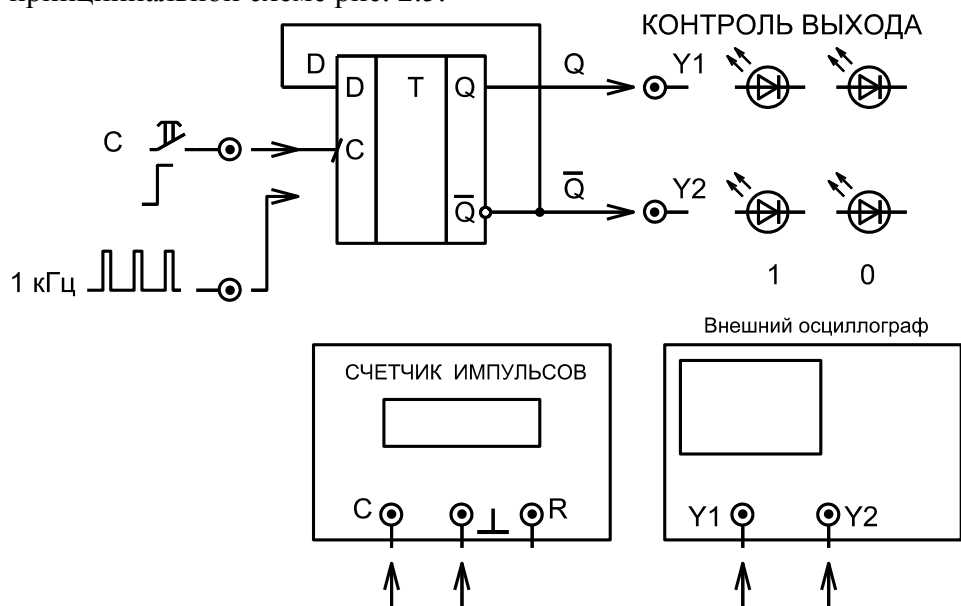 принципиальной схеме рис. 2.5.
КОНТРОЛЬ ВЫХОДА
D D T Q Q Y1
C C
Q Q Y2
1 кГц
1 0
Внешний осциллограф
СЧЕТЧИК ИМПУЛЬСОВ
C R Y1 Y2